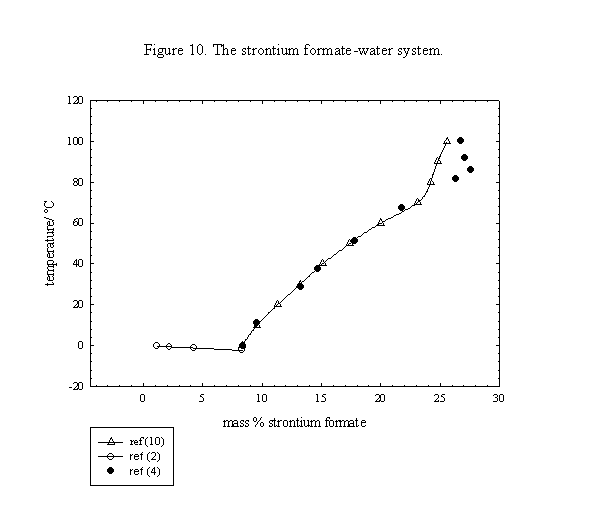 Figure 10. The strontium formate-water system.
120
100
80
60
40
20
0
-20
temperature/ °C
0 5 10 15 20 25 30
mass % strontium formate
ref (10)
ref (2)
ref (4)